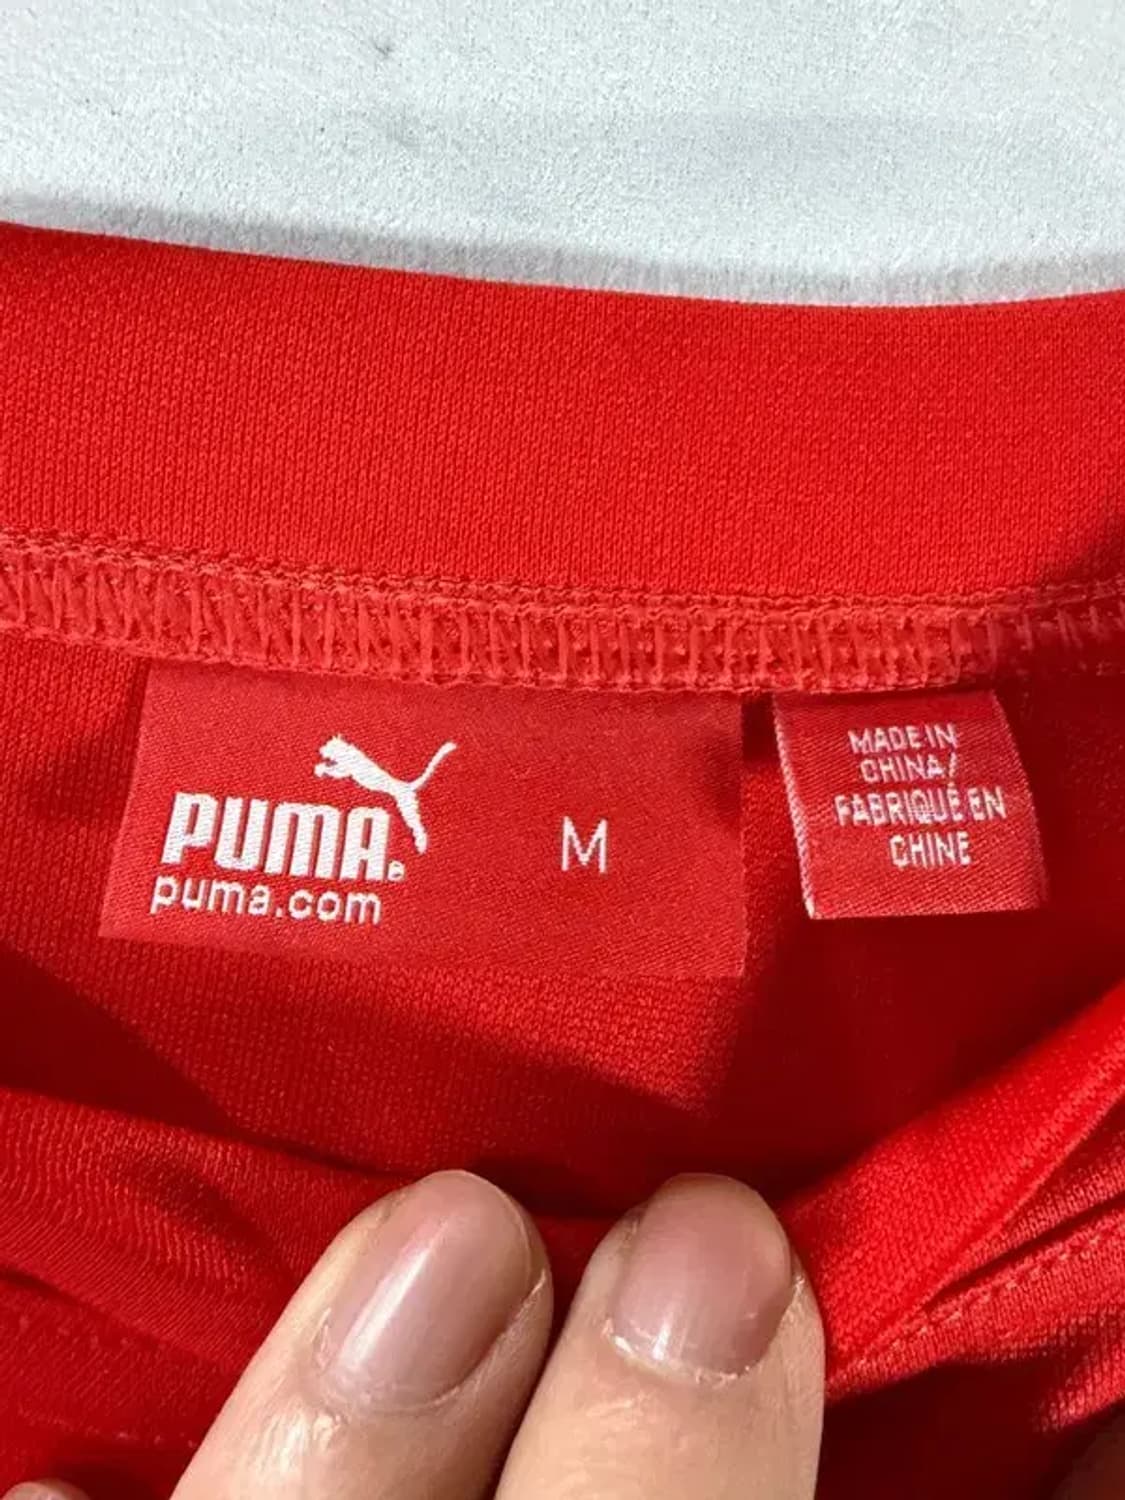 PUMA®
puma.com
M
MADE IN
CHINA/
FABRIQUÉ EN
CHINE